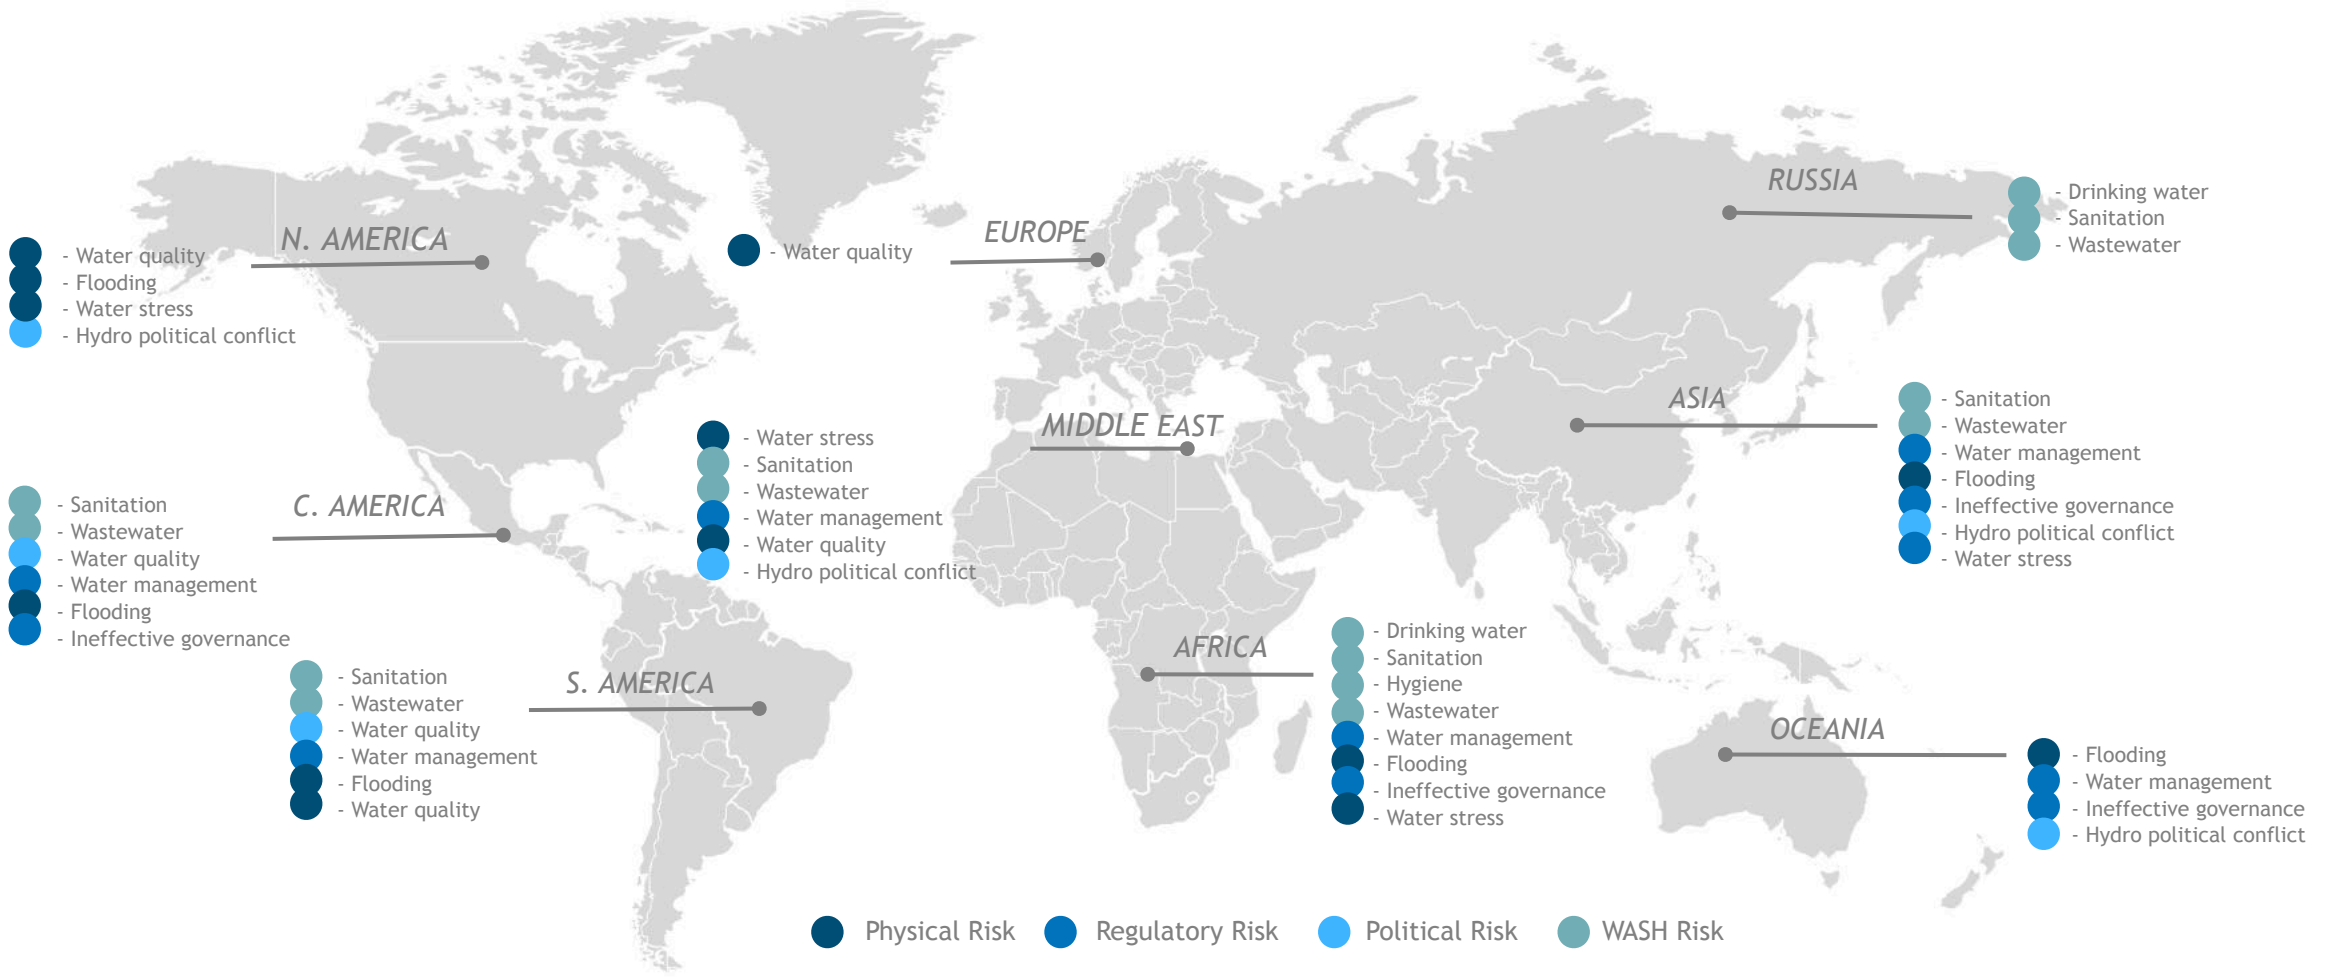 RUSSIA
- Drinking water
- Sanitation
- Wastewater
EUROPE
- Water quality
N. AMERICA
- Water quality
- Flooding
- Water stress
- Hydro political conflict
ASIA
- Sanitation
- Wastewater
- Water management
- Flooding
- Ineffective governance
- Hydro political conflict
- Water stress
MIDDLE EAST
- Water stress
- Sanitation
- Wastewater
- Water management
- Water quality
- Hydro political conflict
C. AMERICA
- Sanitation
- Wastewater
- Water quality
- Water management
- Flooding
- Ineffective governance
AFRICA
- Drinking water
- Sanitation
- Hygiene
- Wastewater
- Water management
- Flooding
- Ineffective governance
- Water stress
S. AMERICA
- Sanitation
- Wastewater
- Water quality
- Water management
- Flooding
- Water quality
OCEANIA
- Flooding
- Water management
- Ineffective governance
- Hydro political conflict
Physical Risk
Regulatory Risk
Political Risk
WASH Risk